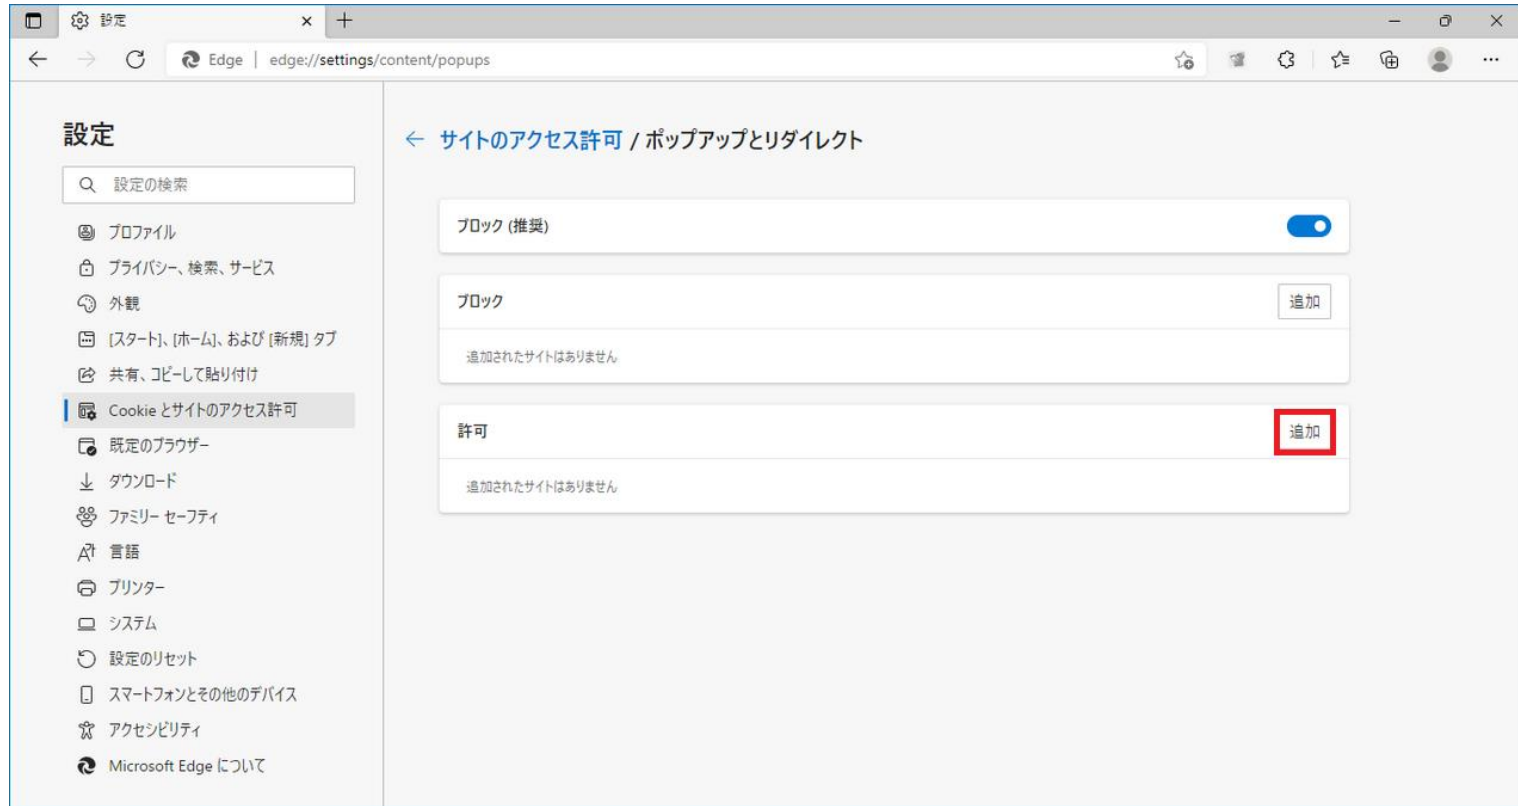 設定
Edge | edge://settings/content/popups
設定
設定の検索
プロファイル
プライバシー、検索、サービス
外観
[スタート]、[ホーム]、および [新規] タブ
共有、コピーして貼り付け
Cookie とサイトのアクセス許可
既定のブラウザー
ダウンロード
ファミリー セーフティ
言語
プリンター
システム
設定のリセット
スマートフォンとその他のデバイス
アクセシビリティ
Microsoft Edge について
サイトのアクセス許可 / ポップアップとリダイレクト
ブロック (推奨)
ブロック
追加
追加されたサイトはありません
許可
追加
追加されたサイトはありません